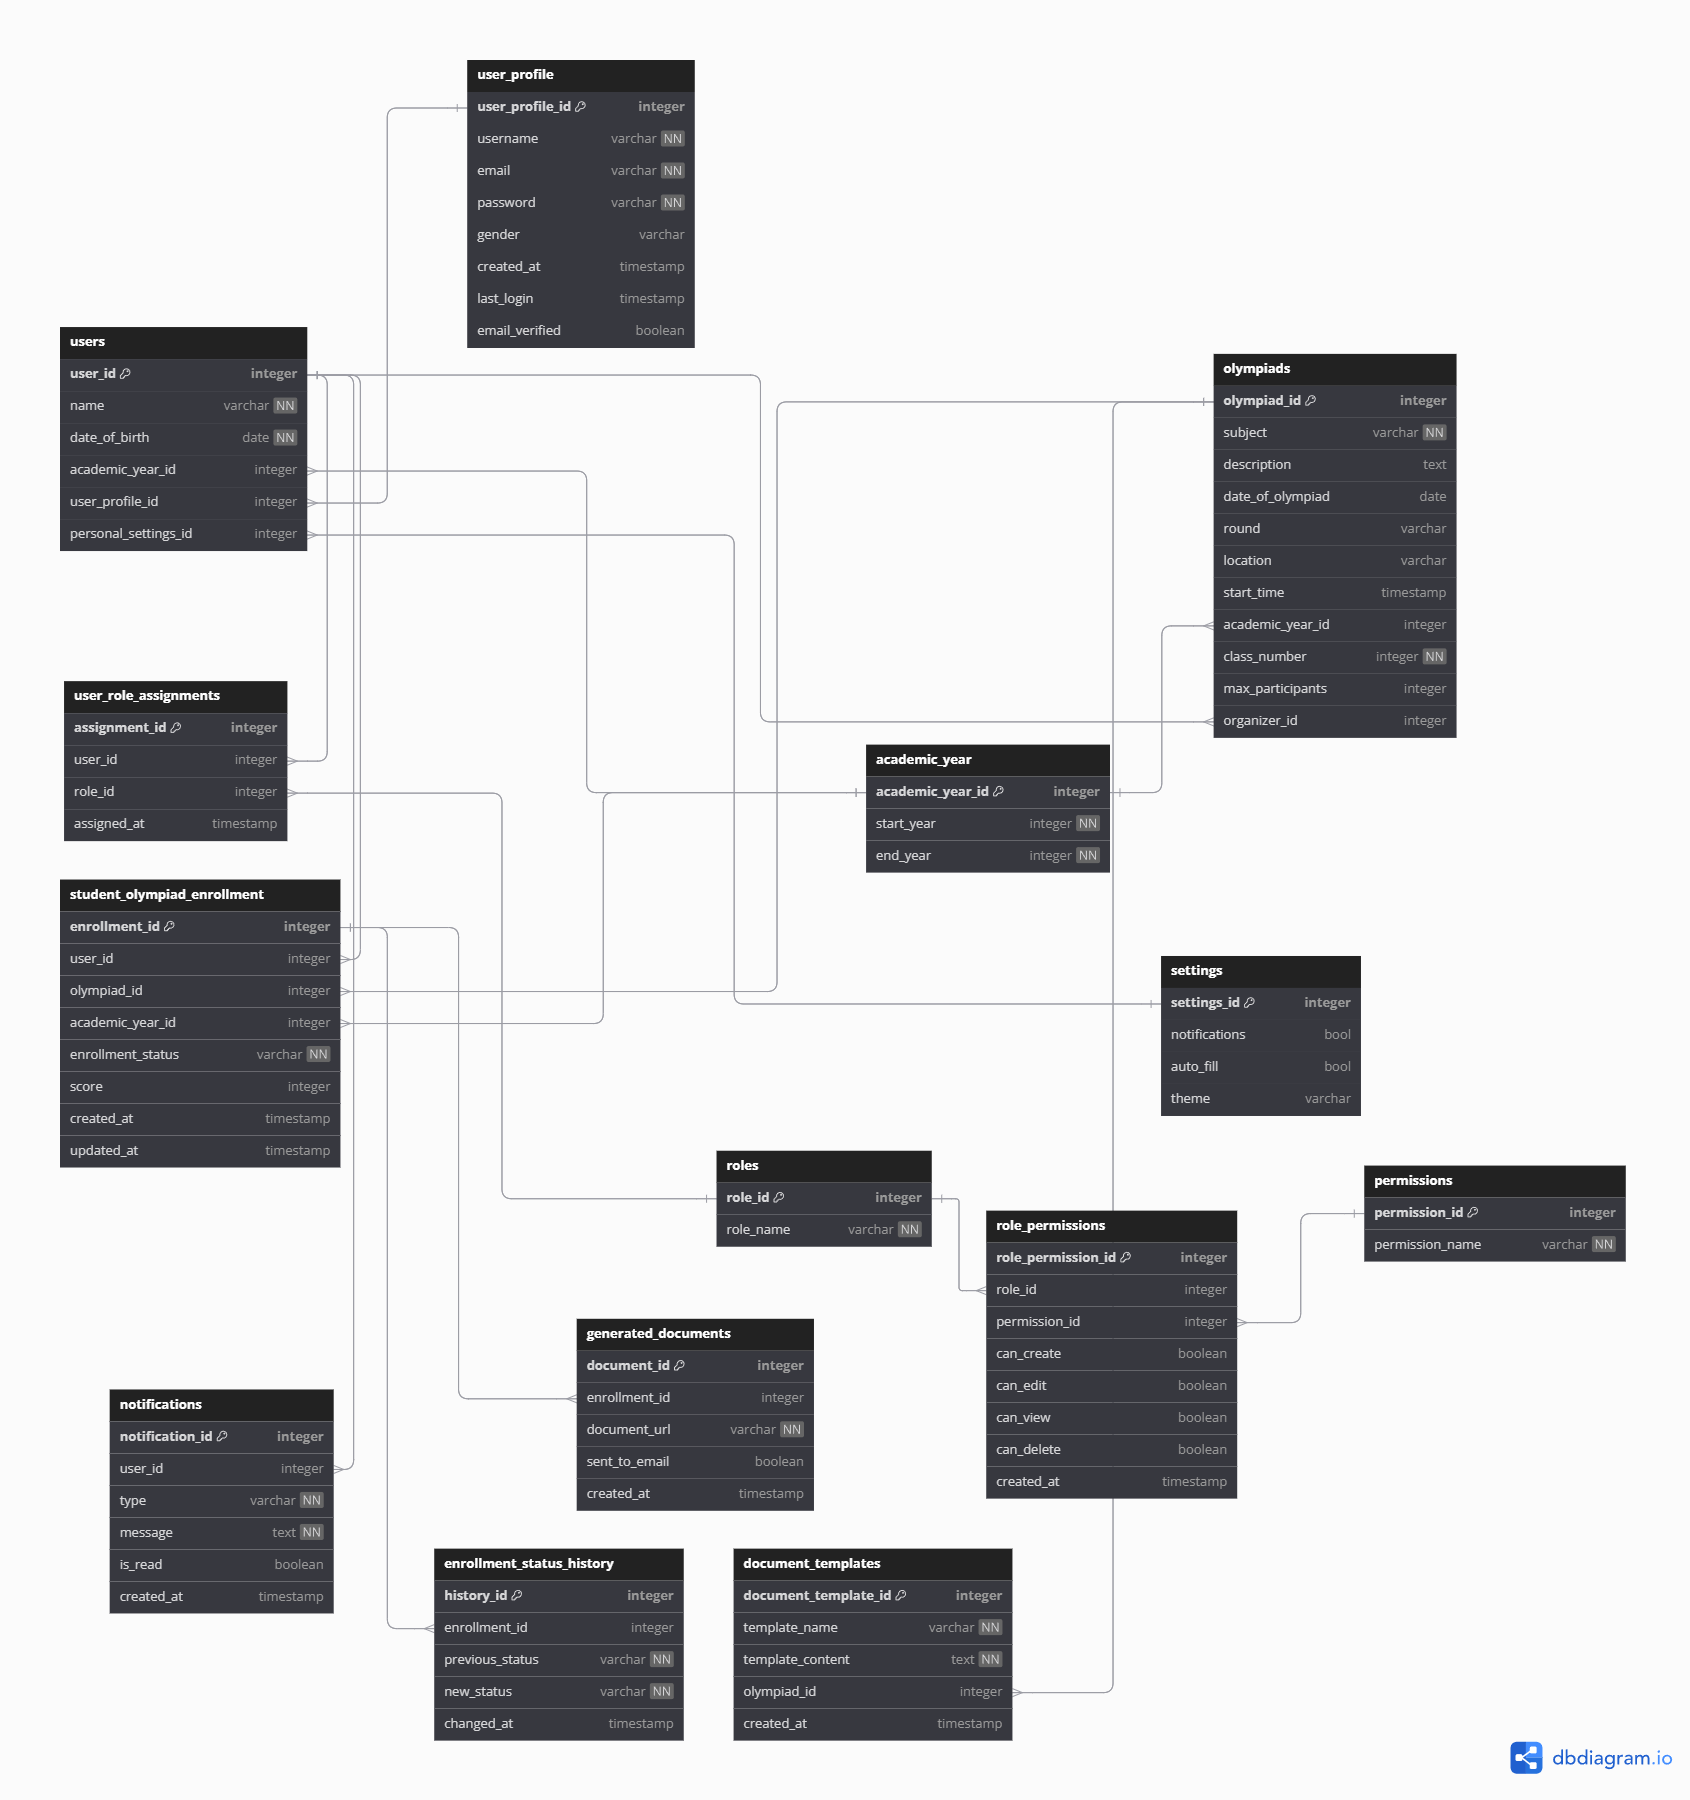 user_profile
user_profile_id integer
username varchar NN
email varchar NN
password varchar NN
gender varchar
created_at timestamp
last_login timestamp
email_verified boolean
users
user_id integer
name varchar NN
date_of_birth date NN
academic_year_id integer
user_profile_id integer
personal_settings_id integer
olympiads
olympiad_id integer
subject varchar NN
description text
date_of_olympiad date
round varchar
location varchar
start_time timestamp
academic_year_id integer
class_number integer NN
max_participants integer
organizer_id integer
user_role_assignments
assignment_id integer
user_id integer
role_id integer
assigned_at timestamp
academic_year
academic_year_id integer
start_year integer NN
end_year integer NN
student_olympiad_enrollment
enrollment_id integer
user_id integer
olympiad_id integer
academic_year_id integer
enrollment_status varchar NN
score integer
created_at timestamp
updated_at timestamp
settings
settings_id integer
notifications bool
auto_fill bool
theme varchar
roles
role_id integer
role_name varchar NN
permissions
permission_id integer
permission_name varchar NN
role_permissions
role_permission_id integer
role_id integer
permission_id integer
can_create boolean
can_edit boolean
can_view boolean
can_delete boolean
created_at timestamp
generated_documents
document_id integer
enrollment_id integer
document_url varchar NN
sent_to_email boolean
created_at timestamp
notifications
notification_id integer
user_id integer
type varchar NN
message text NN
is_read boolean
created_at timestamp
enrollment_status_history
history_id integer
enrollment_id integer
previous_status varchar NN
new_status varchar NN
changed_at timestamp
document_templates
document_template_id integer
template_name varchar NN
template_content text NN
olympiad_id integer
created_at timestamp
dbdiagram.io